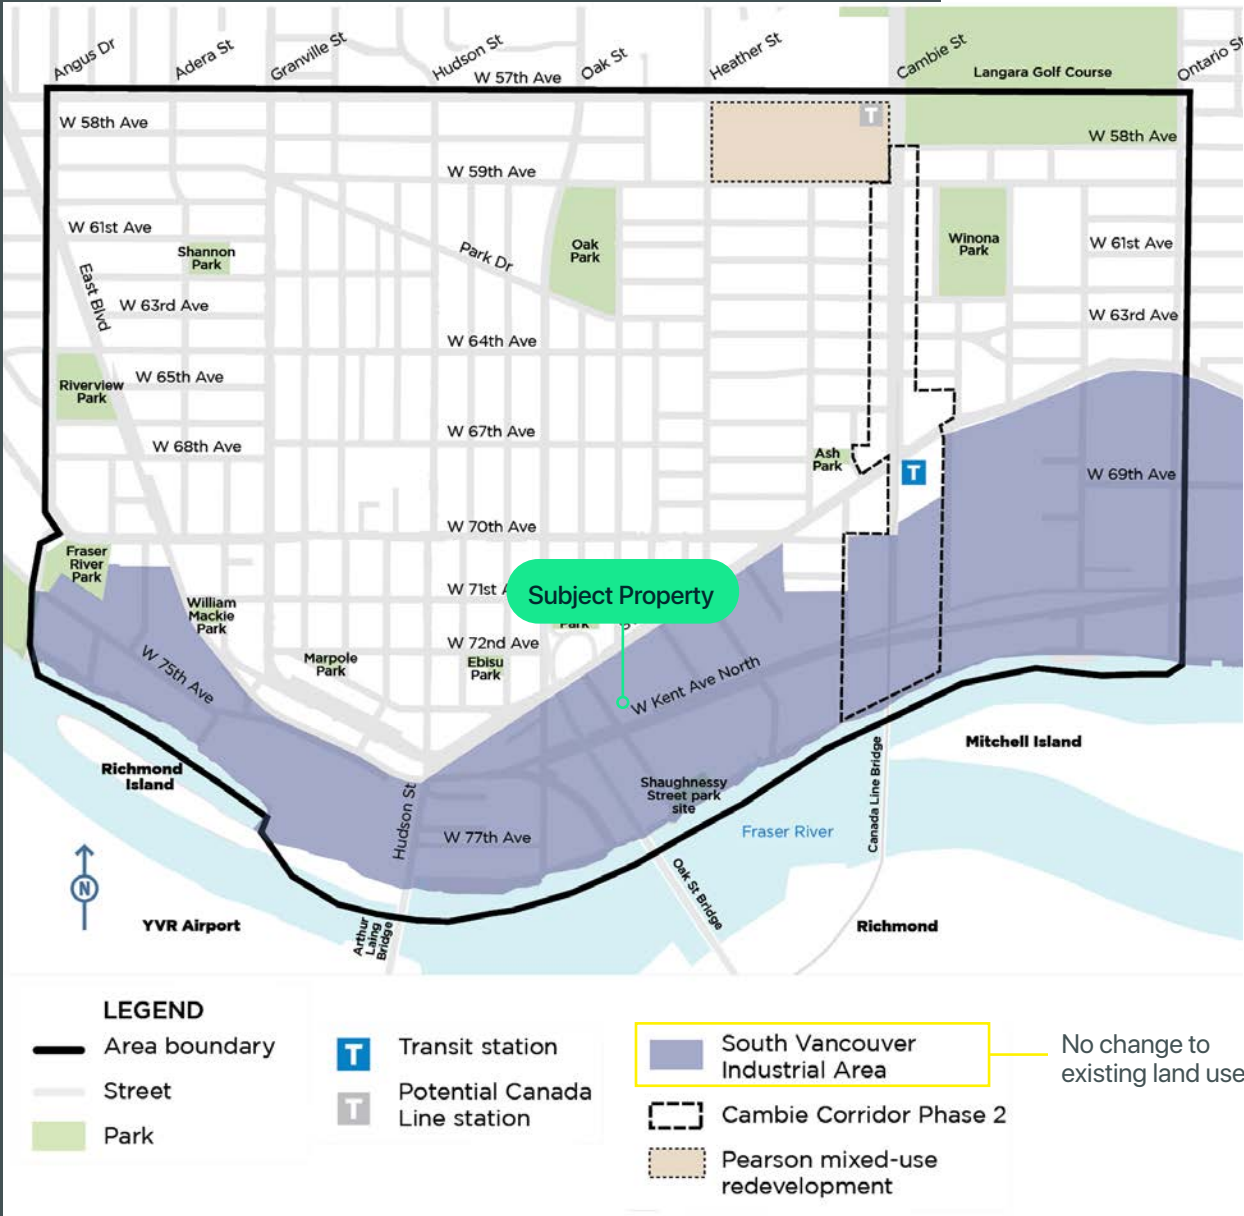 Angus Dr
Adera St
Granville St
Hudson St
W 57th Ave
Oak St
Heather St
Cambie St
Langara Golf Course
Ontario St
W 58th Ave
T
W 58th Ave
W 59th Ave
W 61st Ave
Shannon
Park
Park Dr
Oak
Park
Winona
Park
W 61st Ave
East Blvd
W 63rd Ave
W 63rd Ave
W 64th Ave
Riverview
Park
W 65th Ave
W 67th Ave
W 68th Ave
Ash
Park
T
W 69th Ave
W 70th Ave
Fraser
River
Park
W 71st
Subject Property
William
Mackie
Park
Park
W 72nd Ave
Marpole
Park
Ebisu
Park
W 75th Ave
W Kent Ave North
Richmond
Island
Mitchell Island
Shaughnessy
Street park
site
Hudson St
W 77th Ave
Fraser River
Canada Line Bridge
N
Oak St Bridge
YVR Airport
Arthur
Laing
Bridge
Richmond
LEGEND
Area boundary
Street
Park
T
Transit station
T
Potential Canada
Line station
South Vancouver
Industrial Area
Cambie Corridor Phase 2
Pearson mixed-use
redevelopment
No change to
existing land use